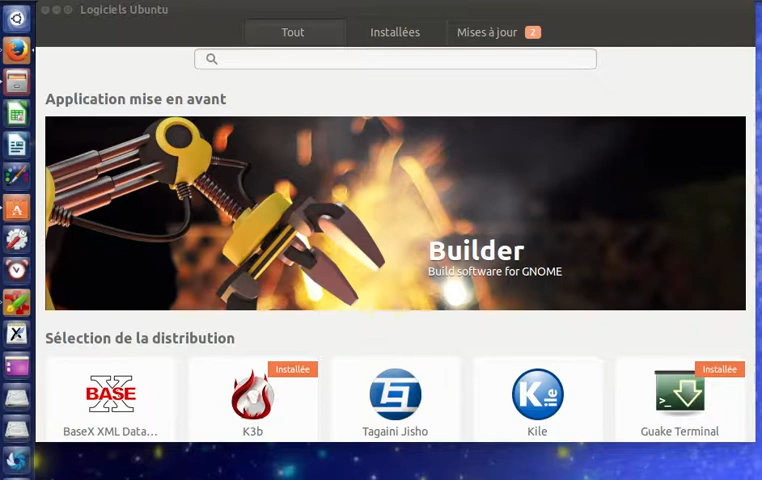 Logiciels Ubuntu
Tout
Installées
Mises à jour 2
Application mise en avant
Builder
Build software for GNOME
Sélection de la distribution
Installée
Installée
BASE
X
Kile
>_
BaseX XML Data…
K3b
Tagaini Jisho
Kile
Guake Terminal